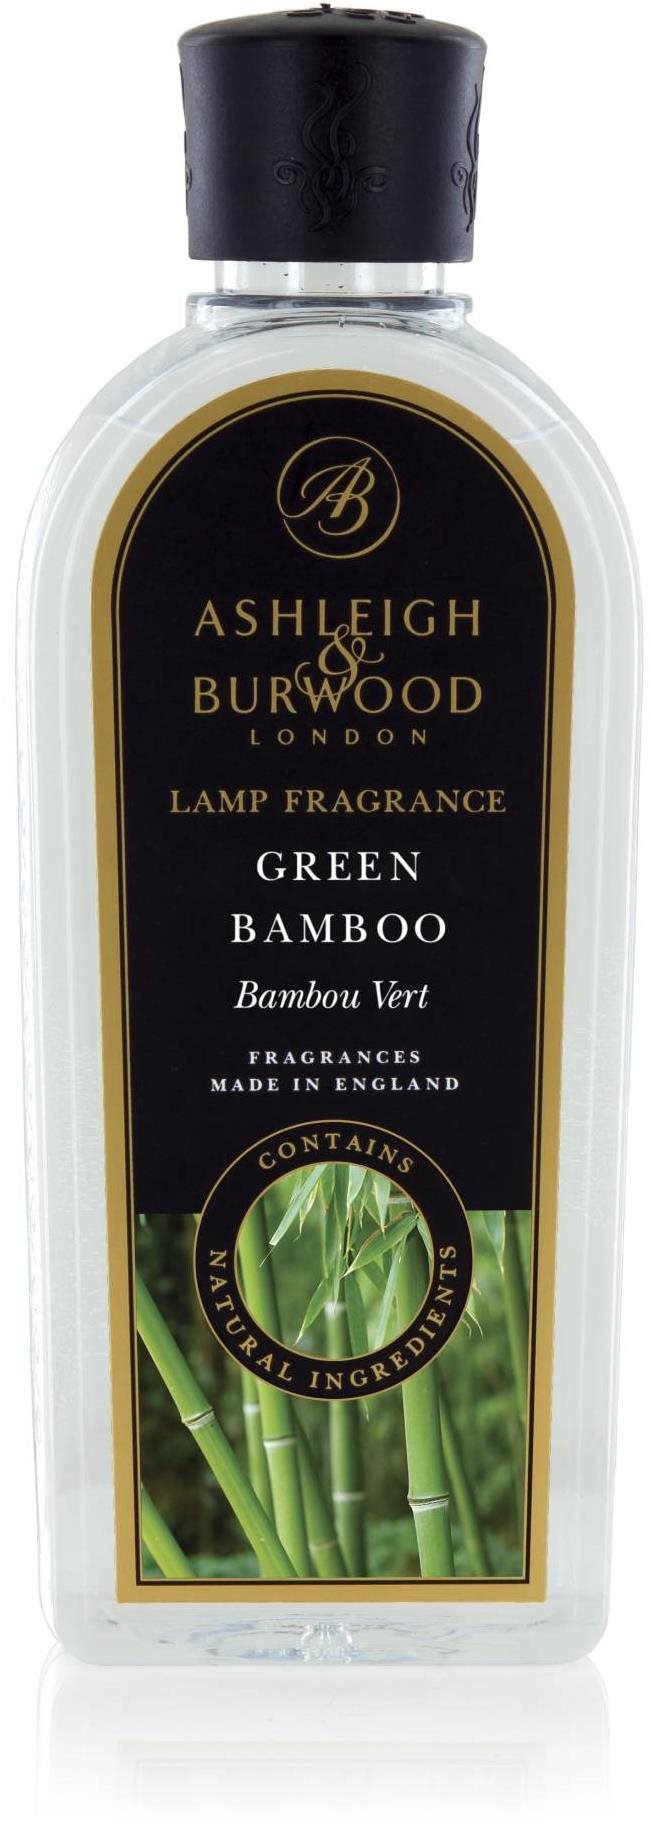 AB
ASHLEIGH
&
BURWOOD
LONDON
LAMP FRAGRANCE
GREEN
BAMBOO
Bambou Vert
FRAGRANCES
MADE IN ENGLAND
CONTAINS
NATURAL INGREDIENTS